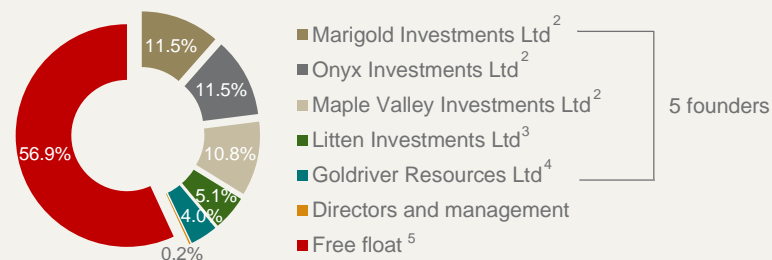 11.5%
11.5%
10.8%
5.1%
4.0%
0.2%
56.9%
Marigold Investments Ltd²
Onyx Investments Ltd²
Maple Valley Investments Ltd²
Litten Investments Ltd³
Goldriver Resources Ltd⁴
Directors and management
Free float ⁵
5 founders